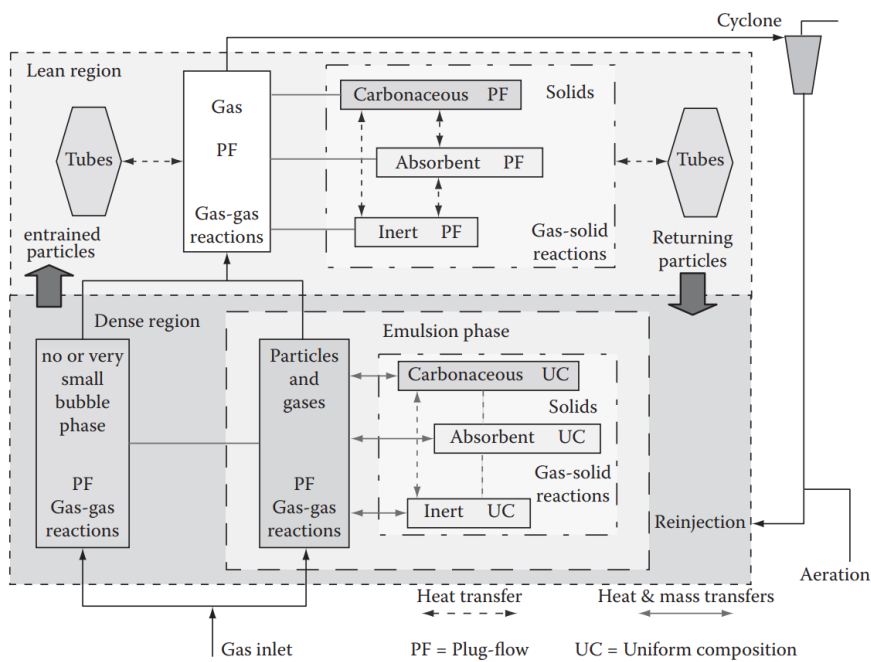 Cyclone
Lean region
Gas
PF
Gas-gas
reactions
Carbonaceous PF
Solids
Absorbent PF
Inert PF
Gas-solid
reactions
Tubes
Tubes
entrained
particles
Returning
particles
Dense region
no or very
small
bubble
phase
PF
Gas-gas
reactions
Emulsion phase
Particles
and
gases
PF
Gas-gas
reactions
Carbonaceous UC
Solids
Absorbent UC
Gas-solid
reactions
Inert UC
Reinjection
Aeration
Gas inlet
Heat transfer
Heat & mass transfers
PF = Plug-flow
UC = Uniform composition